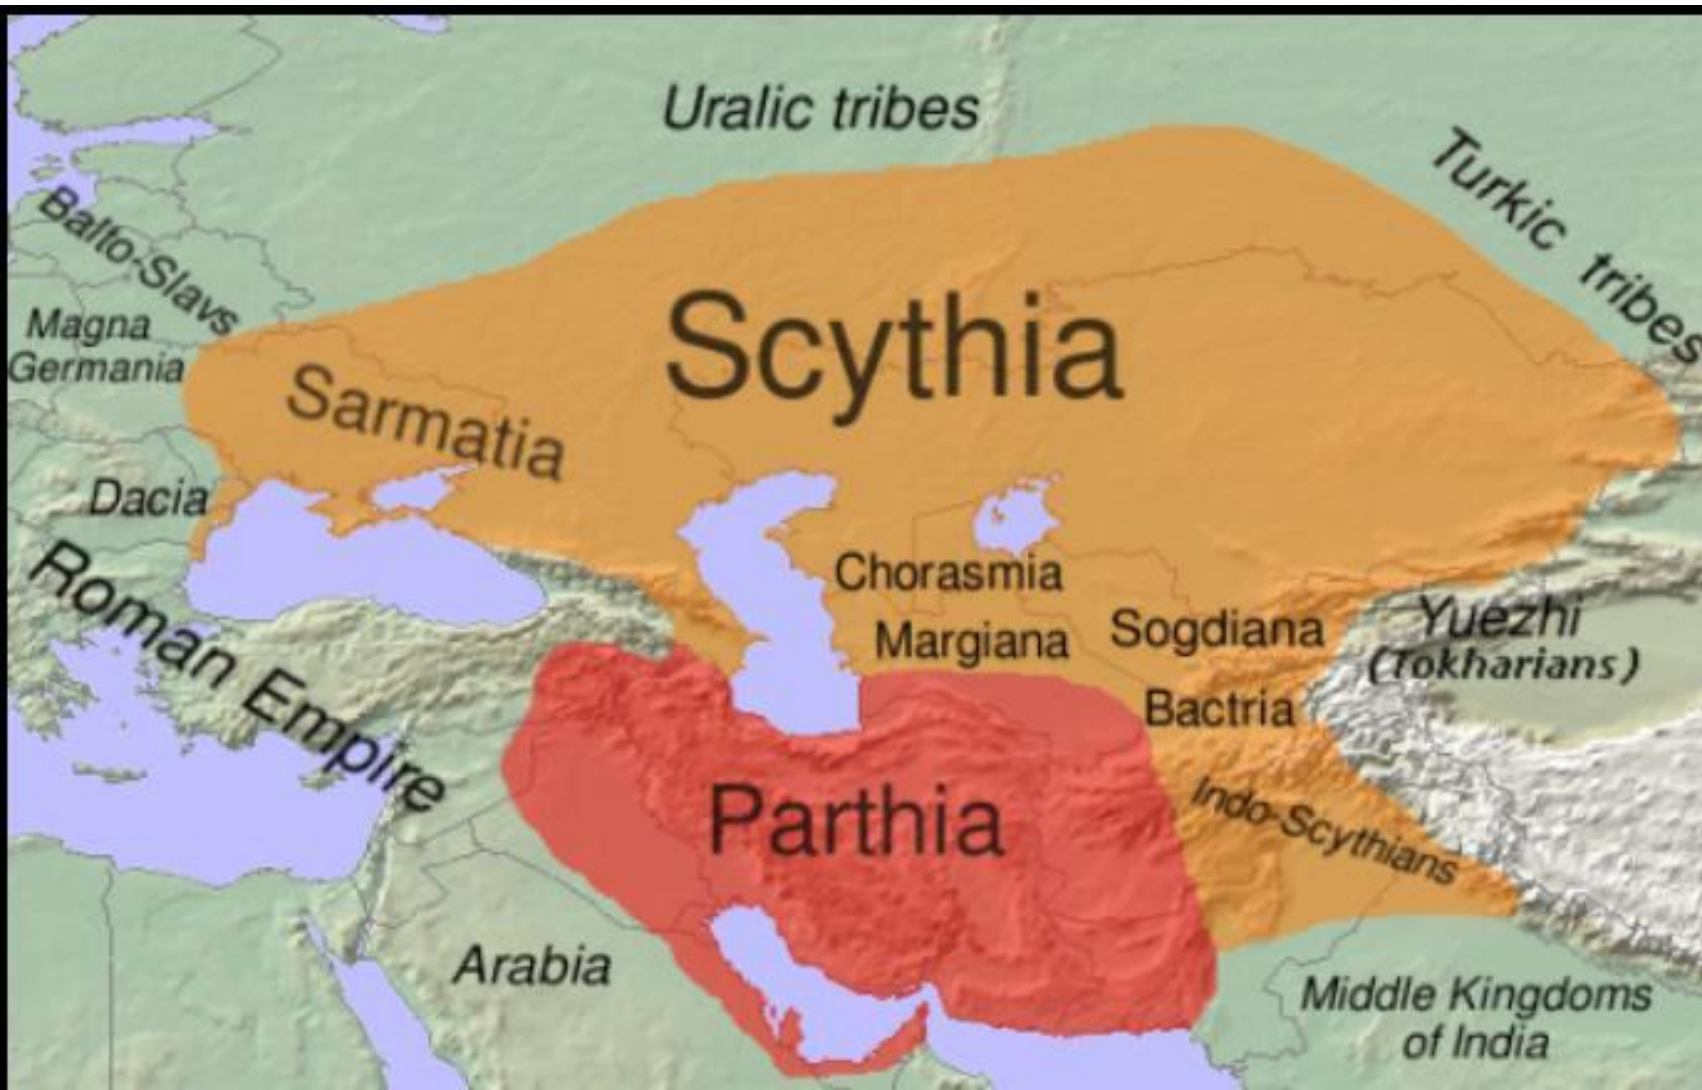 Uralic tribes
Turkic tribes
Balto-Slavs
Magna
Germania
Scythia
Sarmatia
Dacia
Roman Empire
Chorasmia
Margiana
Sogdiana
Yuezhi
(Tokharians)
Bactria
Indo-Scythians
Parthia
Arabia
Middle Kingdoms
of India